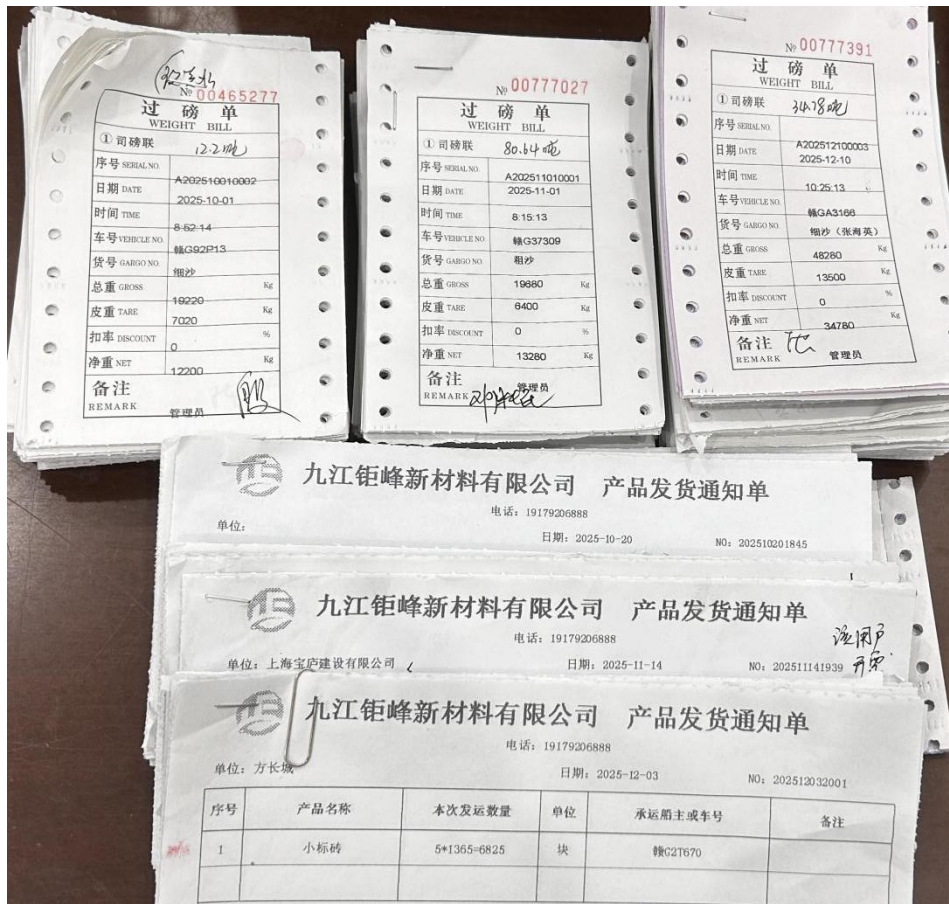 № 00465277
过磅单
WEIGHT BILL
①司磅联 12.2吨
序号 SERIAL NO. A202510010002
日期 DATE 2025-10-01
时间 TIME 8:52:14
车号 VEHICLE NO. 赣G92P13
货号 GARGO NO. 细沙
总重 GROSS 19220 Kg
皮重 TARE 7020 Kg
扣率 DISCOUNT 0 %
净重 NET 12200 Kg
备注
REMARK 管理员
№ 00777027
过磅单
WEIGHT BILL
①司磅联 80.64吨
序号 SERIAL NO. A202511010001
日期 DATE 2025-11-01
时间 TIME 8:15:13
车号 VEHICLE NO. 赣G37309
货号 GARGO NO. 粗沙
总重 GROSS 19680 Kg
皮重 TARE 6400 Kg
扣率 DISCOUNT 0 %
净重 NET 13280 Kg
备注 管理员
REMARK
№ 00777391
过磅单
WEIGHT BILL
①司磅联 34.78吨
序号 SERIAL NO. A202512100003
日期 DATE 2025-12-10
时间 TIME 10:25:13
车号 VEHICLE NO. 赣GA3166
货号 GARGO NO. 细沙（张海英）
总重 GROSS 48280 Kg
皮重 TARE 13500 Kg
扣率 DISCOUNT 0 %
净重 NET 34780 Kg
备注 管理员
REMARK
九江钜峰新材料有限公司 产品发货通知单
电话：19179206888
单位： 日期：2025-10-20 NO：202510201845
九江钜峰新材料有限公司 产品发货通知单
电话：19179206888
单位：上海宝庐建设有限公司 日期：2025-11-14 NO：202511141939
开票
九江钜峰新材料有限公司 产品发货通知单
电话：19179206888
单位：方长城 日期：2025-12-03 NO：202512032001
序号 产品名称 本次发运数量 单位 承运船主或车号 备注
1 小标砖 5*1365=6825 块 赣G2T670